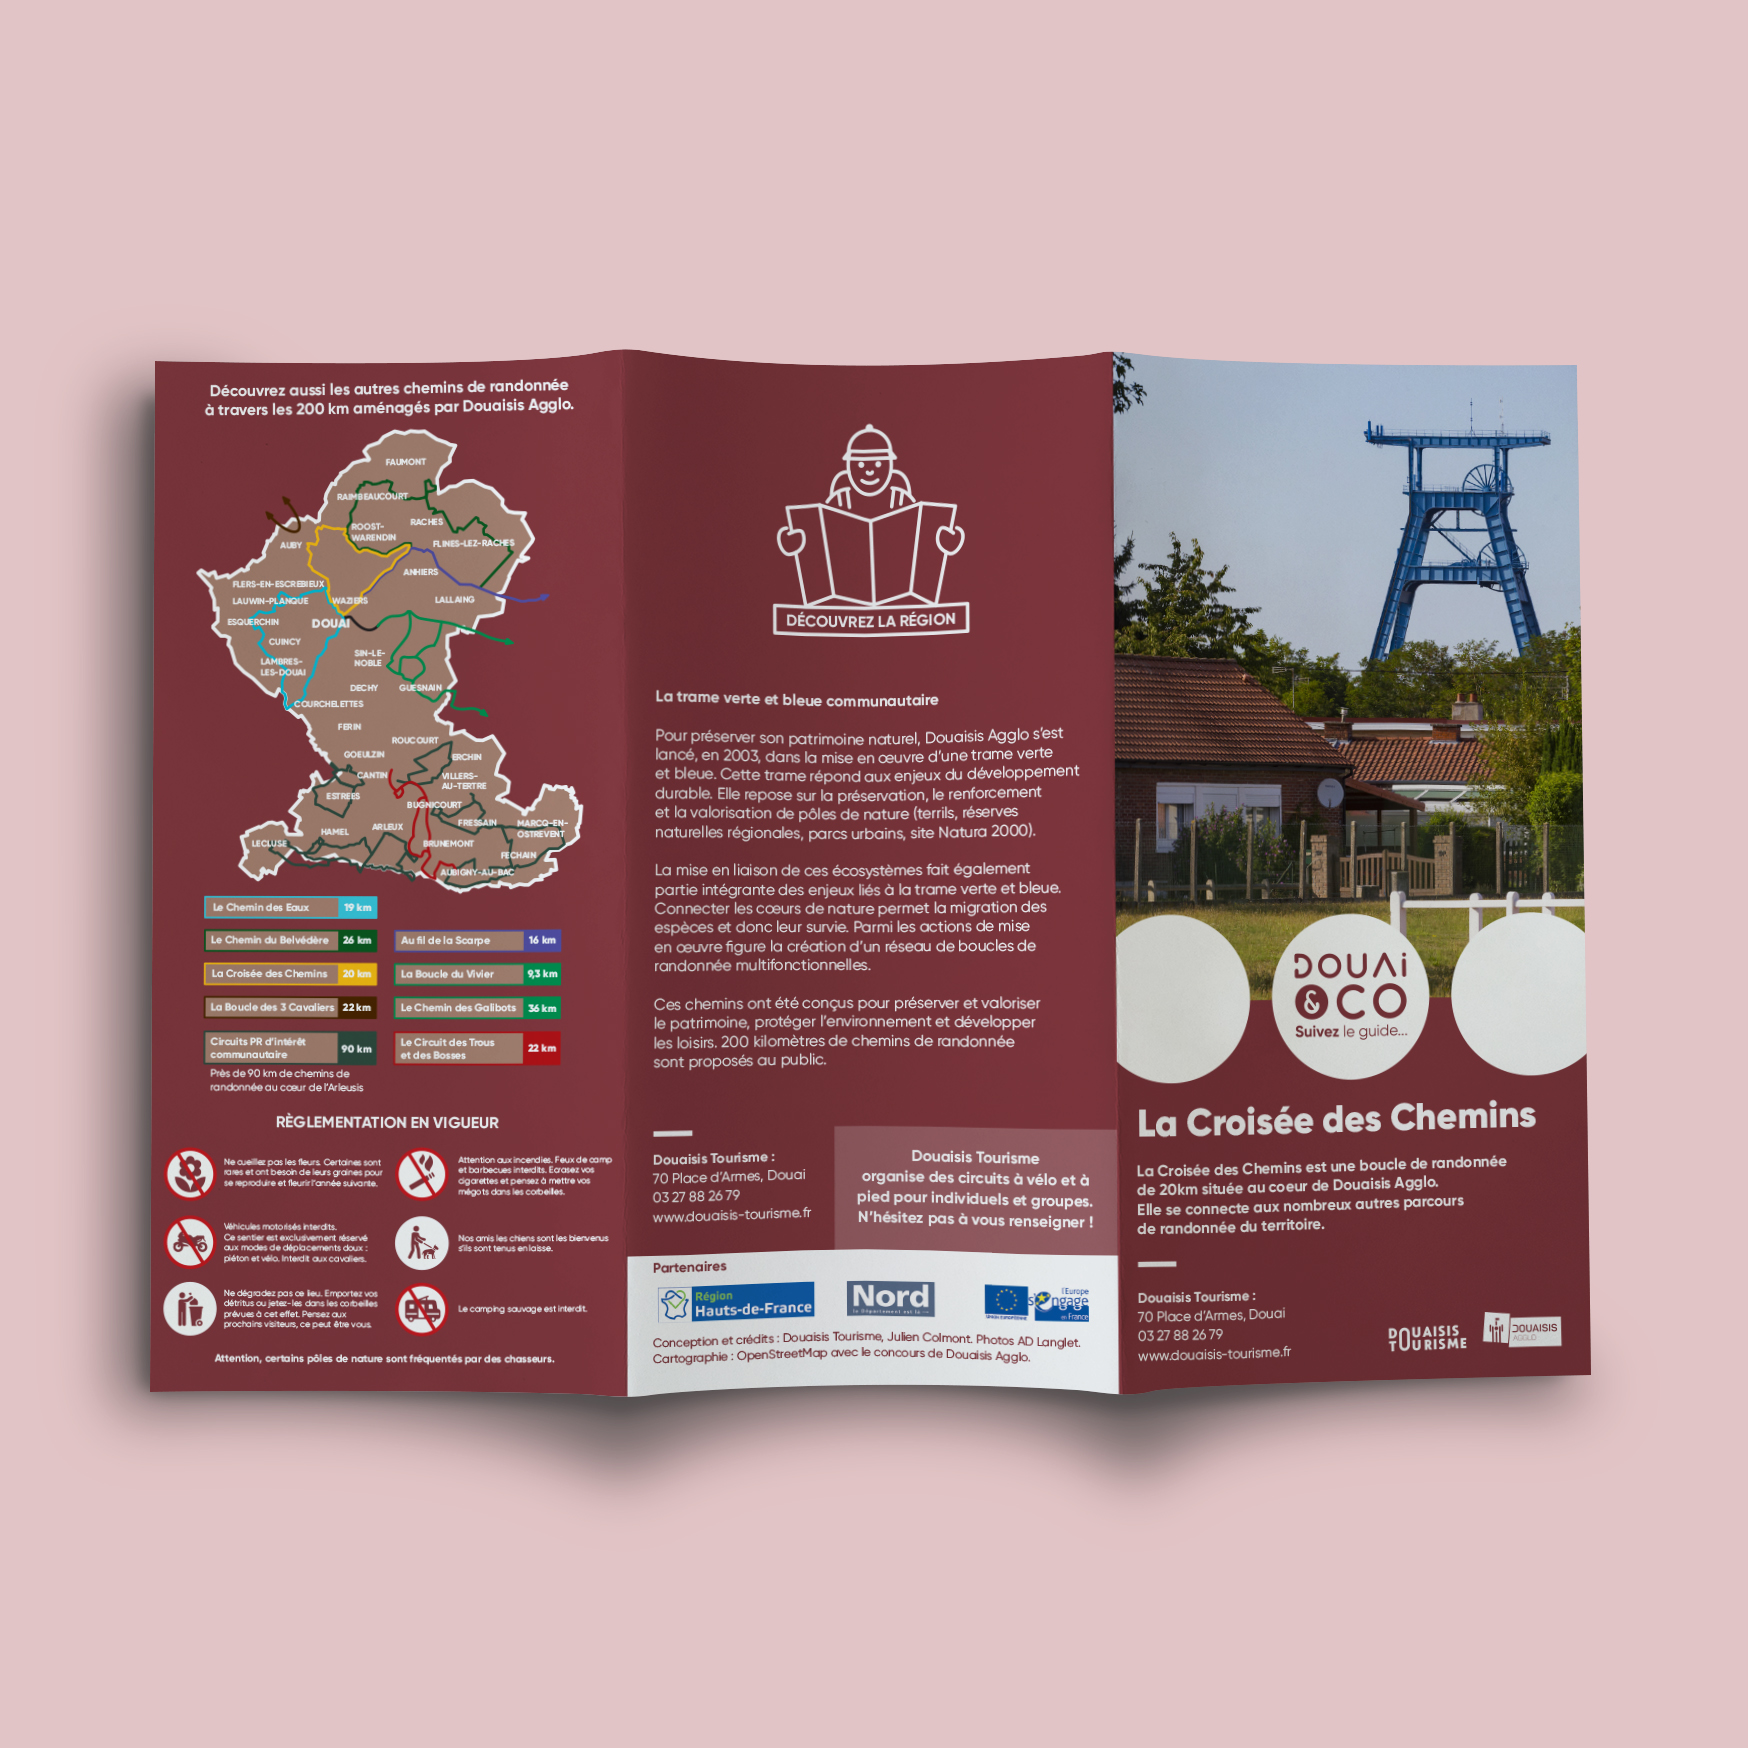 Découvrez aussi les autres chemins de randonnée
à travers les 200 km aménagés par Douaisis Agglo.
FAUMONT
RAIMBEAUCOURT
RACHES
ROOST-
WARENDIN
FLINES-LEZ-RACHES
AUBY
ANHIERS
FLERS-EN-ESCREBIEUX
LAUWIN-PLANQUE
WAZIERS
LALLAING
ESQUERCHIN
DOUAI
CUINCY
SIN-LE-
NOBLE
LAMBRES-
LES-DOUAI
DECHY
GUESNAIN
COURCHELETTES
FERIN
ROUCOURT
GOEULZIN
ERCHIN
CANTIN
VILLERS-
AU-TERTRE
ESTREES
BUGNICOURT
HAMEL
ARLEUX
FRESSAIN
MARCQ-EN-
OSTREVENT
LECLUSE
BRUNEMONT
FECHAIN
AUBIGNY-AU-BAC
Le Chemin des Eaux 19 km
Le Chemin du Belvédère 26 km
Au fil de la Scarpe 16 km
La Croisée des Chemins 20 km
La Boucle du Vivier 9,3 km
La Boucle des 3 Cavaliers 22 km
Le Chemin des Galibots 36 km
Circuits PR d'intérêt
communautaire 90 km
Le Circuit des Trous
et des Bosses 22 km
Près de 90 km de chemins de
randonnée au cœur de l'Arleusis
RÈGLEMENTATION EN VIGUEUR
Ne cueillez pas les fleurs. Certaines sont
rares et ont besoin de leurs graines pour
se reproduire et fleurir l'année suivante.
Attention aux incendies. Feux de camp
et barbecues interdits. Ecrasez vos
cigarettes et pensez à mettre vos
mégots dans les corbeilles.
Véhicules motorisés interdits.
Ce sentier est exclusivement réservé
aux modes de déplacements doux :
piéton et vélo. Interdit aux cavaliers.
Nos amis les chiens sont les bienvenus
s'ils sont tenus en laisse.
Ne dégradez pas ce lieu. Emportez vos
détritus ou jetez-les dans les corbeilles
prévues à cet effet. Pensez aux
prochains visiteurs, ce peut être vous.
Le camping sauvage est interdit.
Attention, certains pôles de nature sont fréquentés par des chasseurs.
DÉCOUVREZ LA RÉGION
La trame verte et bleue communautaire
Pour préserver son patrimoine naturel, Douaisis Agglo s'est
lancé, en 2003, dans la mise en œuvre d'une trame verte
et bleue. Cette trame répond aux enjeux du développement
durable. Elle repose sur la préservation, le renforcement
et la valorisation de pôles de nature (terrils, réserves
naturelles régionales, parcs urbains, site Natura 2000).
La mise en liaison de ces écosystèmes fait également
partie intégrante des enjeux liés à la trame verte et bleue.
Connecter les cœurs de nature permet la migration des
espèces et donc leur survie. Parmi les actions de mise
en œuvre figure la création d'un réseau de boucles de
randonnée multifonctionnelles.
Ces chemins ont été conçus pour préserver et valoriser
le patrimoine, protéger l'environnement et développer
les loisirs. 200 kilomètres de chemins de randonnée
sont proposés au public.
Douaisis Tourisme :
70 Place d'Armes, Douai
03 27 88 26 79
www.douaisis-tourisme.fr
Douaisis Tourisme
organise des circuits à vélo et à
pied pour individuels et groupes.
N'hésitez pas à vous renseigner !
Partenaires
Région
Hauts-de-France
Nord
le Département est là
UNION EUROPÉENNE
l'Europe
s'engage
en France
Conception et crédits : Douaisis Tourisme, Julien Colmont. Photos AD Langlet.
Cartographie : OpenStreetMap avec le concours de Douaisis Agglo.
DOUAi
& CO
Suivez le guide...
La Croisée des Chemins
La Croisée des Chemins est une boucle de randonnée
de 20km située au coeur de Douaisis Agglo.
Elle se connecte aux nombreux autres parcours
de randonnée du territoire.
Douaisis Tourisme :
70 Place d'Armes, Douai
03 27 88 26 79
www.douaisis-tourisme.fr
DOUAISIS
TOURISME
DOUAISIS
AGGLO